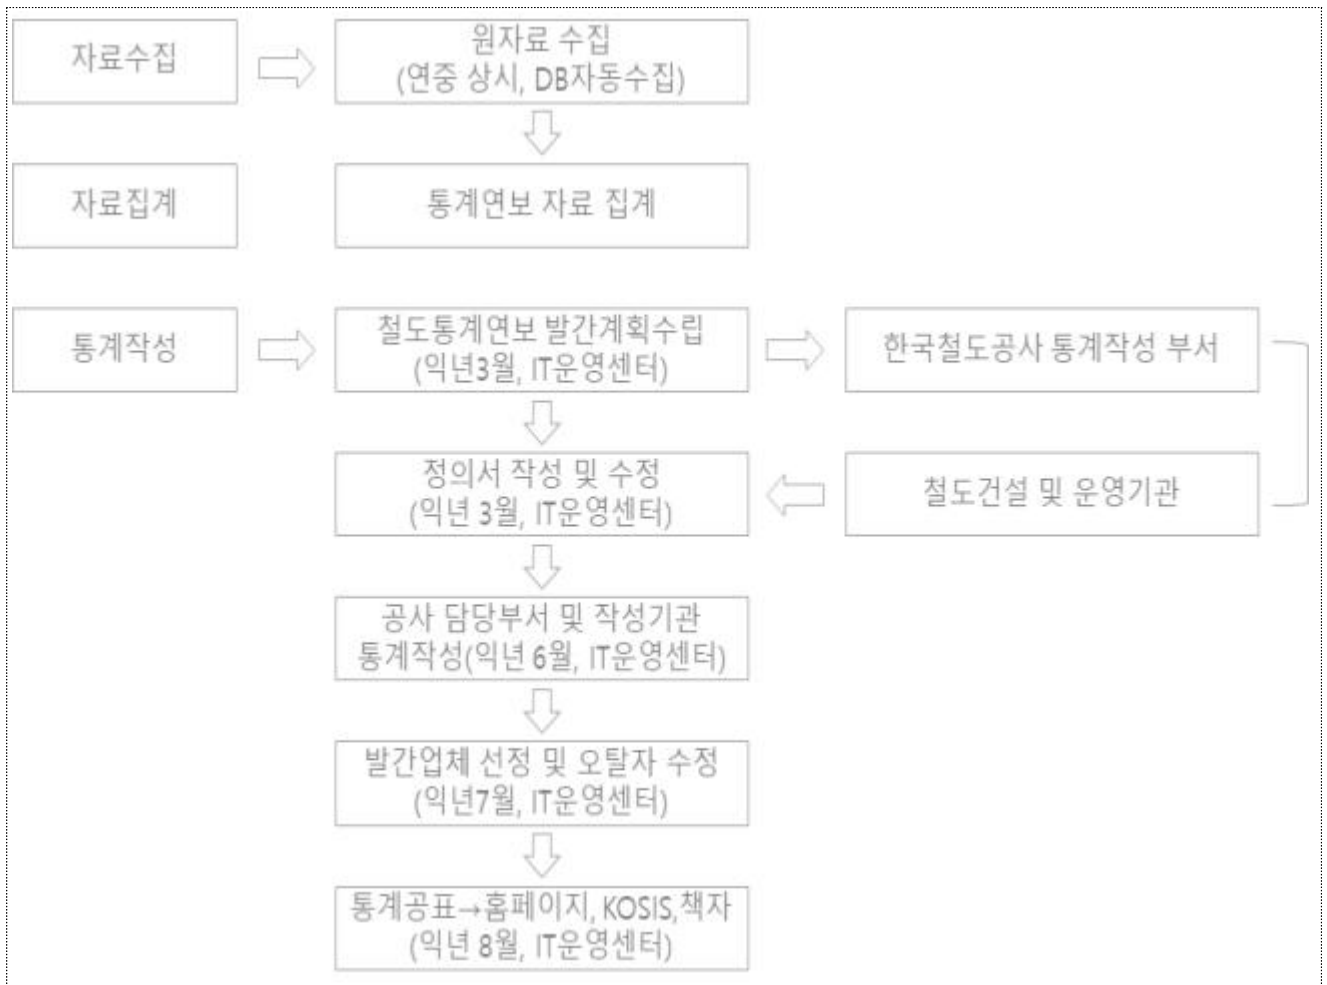 자료수집
원자료 수집
(연중 상시, DB자동수집)
자료집계
통계연보 자료 집계
통계작성
철도통계연보 발간계획수립
(익년3월, IT운영센터)
한국철도공사 통계작성 부서
정의서 작성 및 수정
(익년 3월, IT운영센터)
철도건설 및 운영기관
공사 담당부서 및 작성기관
통계작성(익년 6월, IT운영센터)
발간업체 선정 및 오탈자 수정
(익년7월, IT운영센터)
통계공표→홈페이지, KOSIS,책자
(익년 8월, IT운영센터)